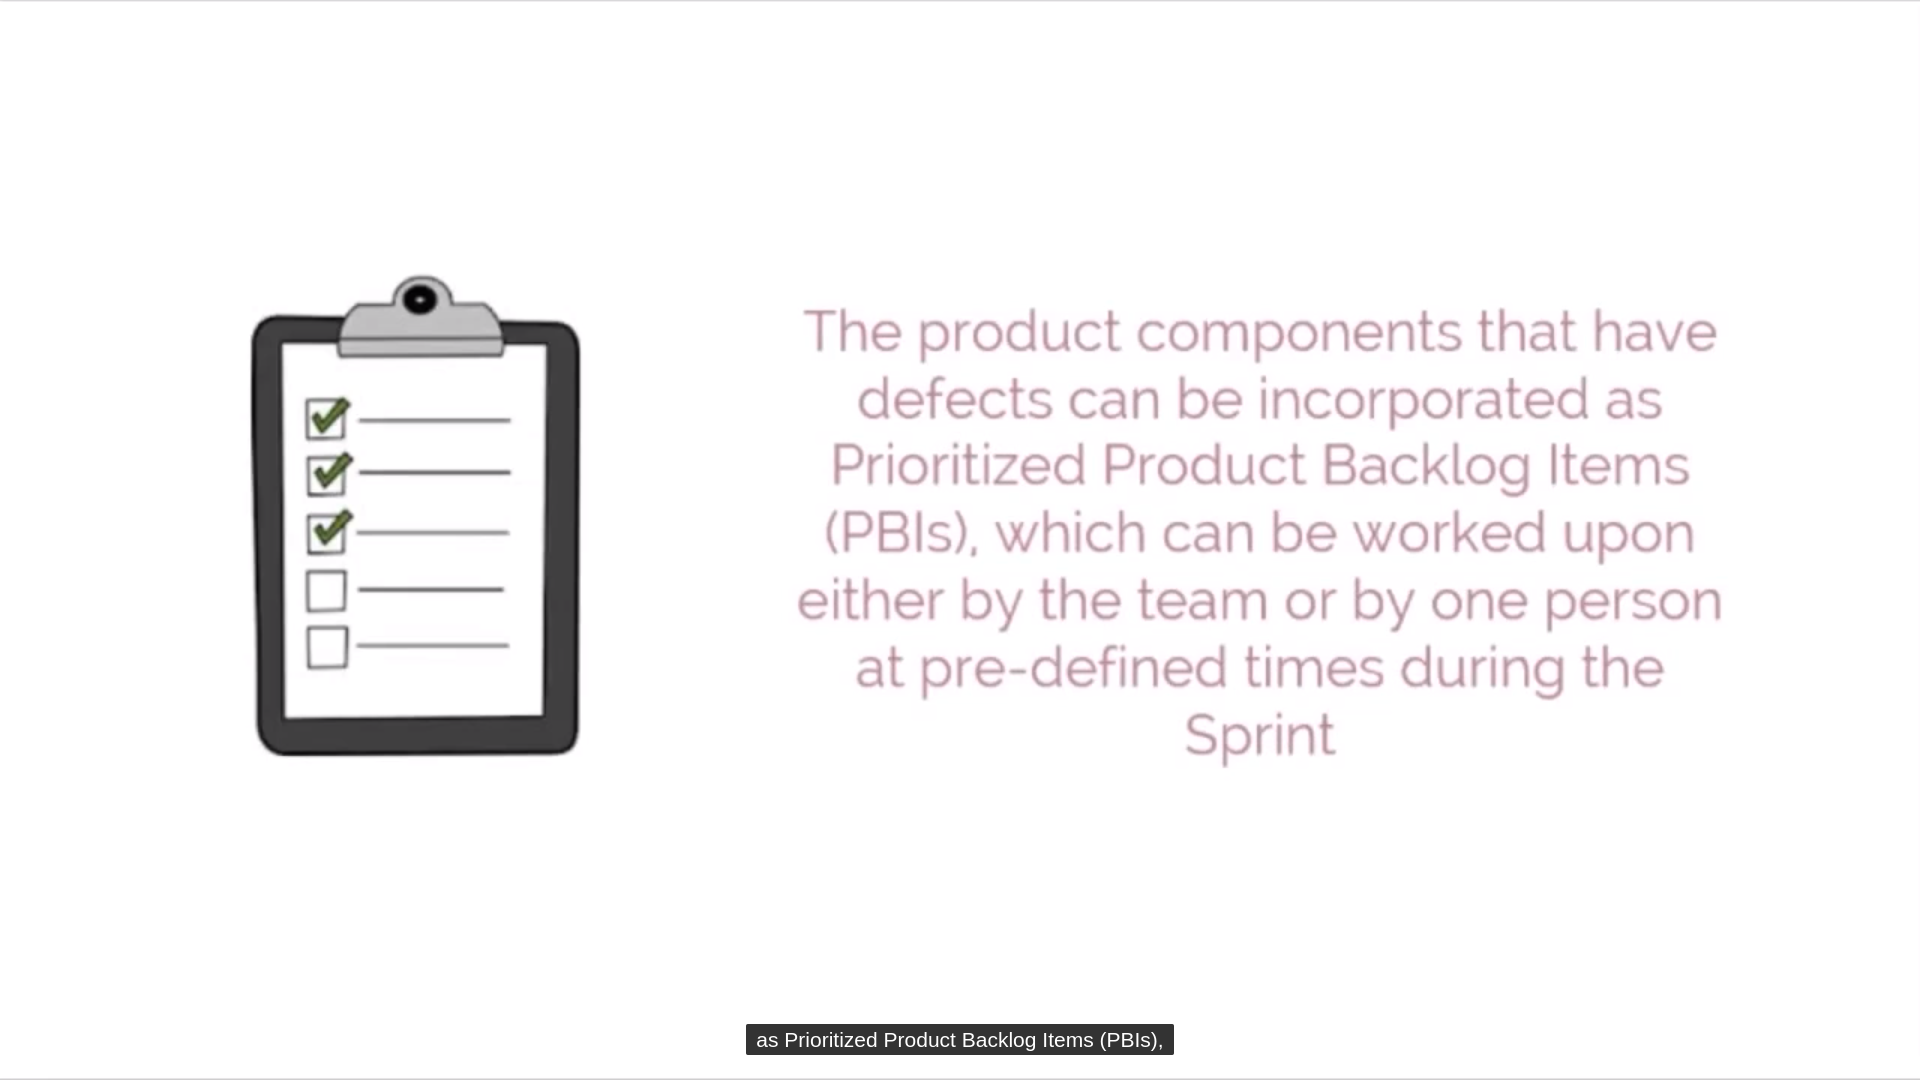 The product components that have
defects can be incorporated as
Prioritized Product Backlog Items
(PBIs), which can be worked upon
either by the team or by one person
at pre-defined times during the
Sprint
as Prioritized Product Backlog Items (PBIs),